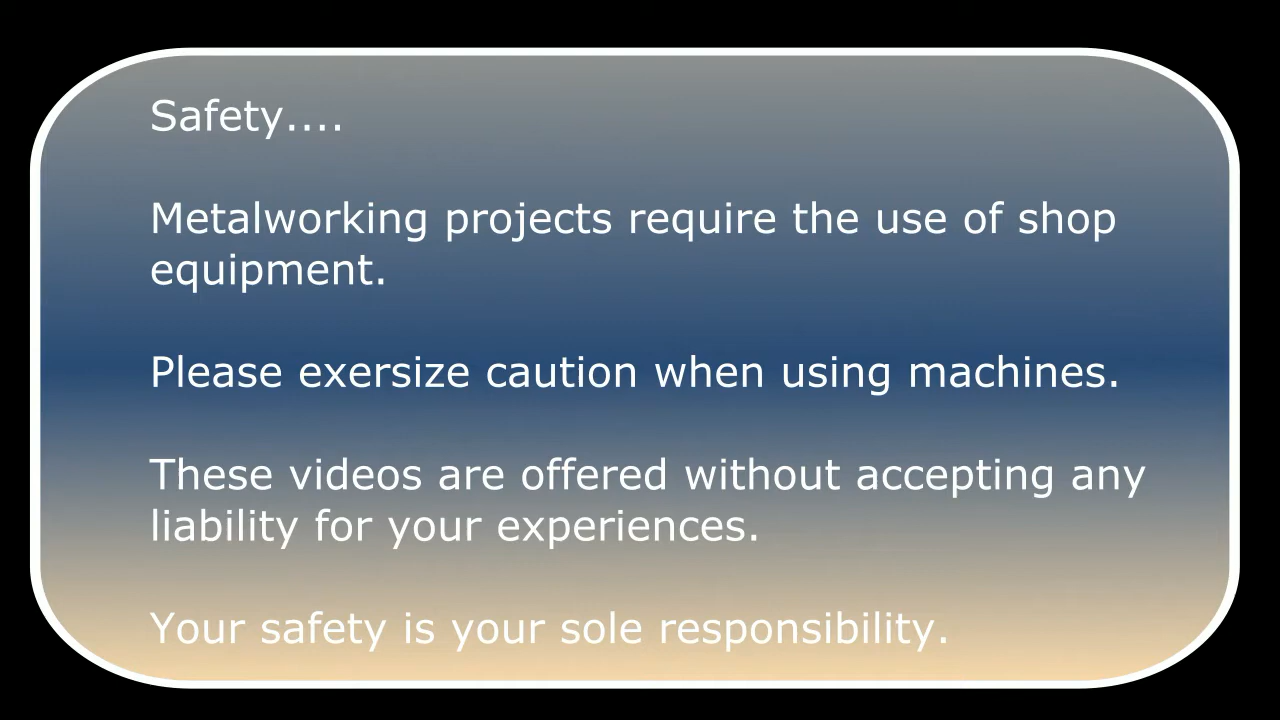 Safety....
Metalworking projects require the use of shop
equipment.
Please exersize caution when using machines.
These videos are offered without accepting any
liability for your experiences.
Your safety is your sole responsibility.